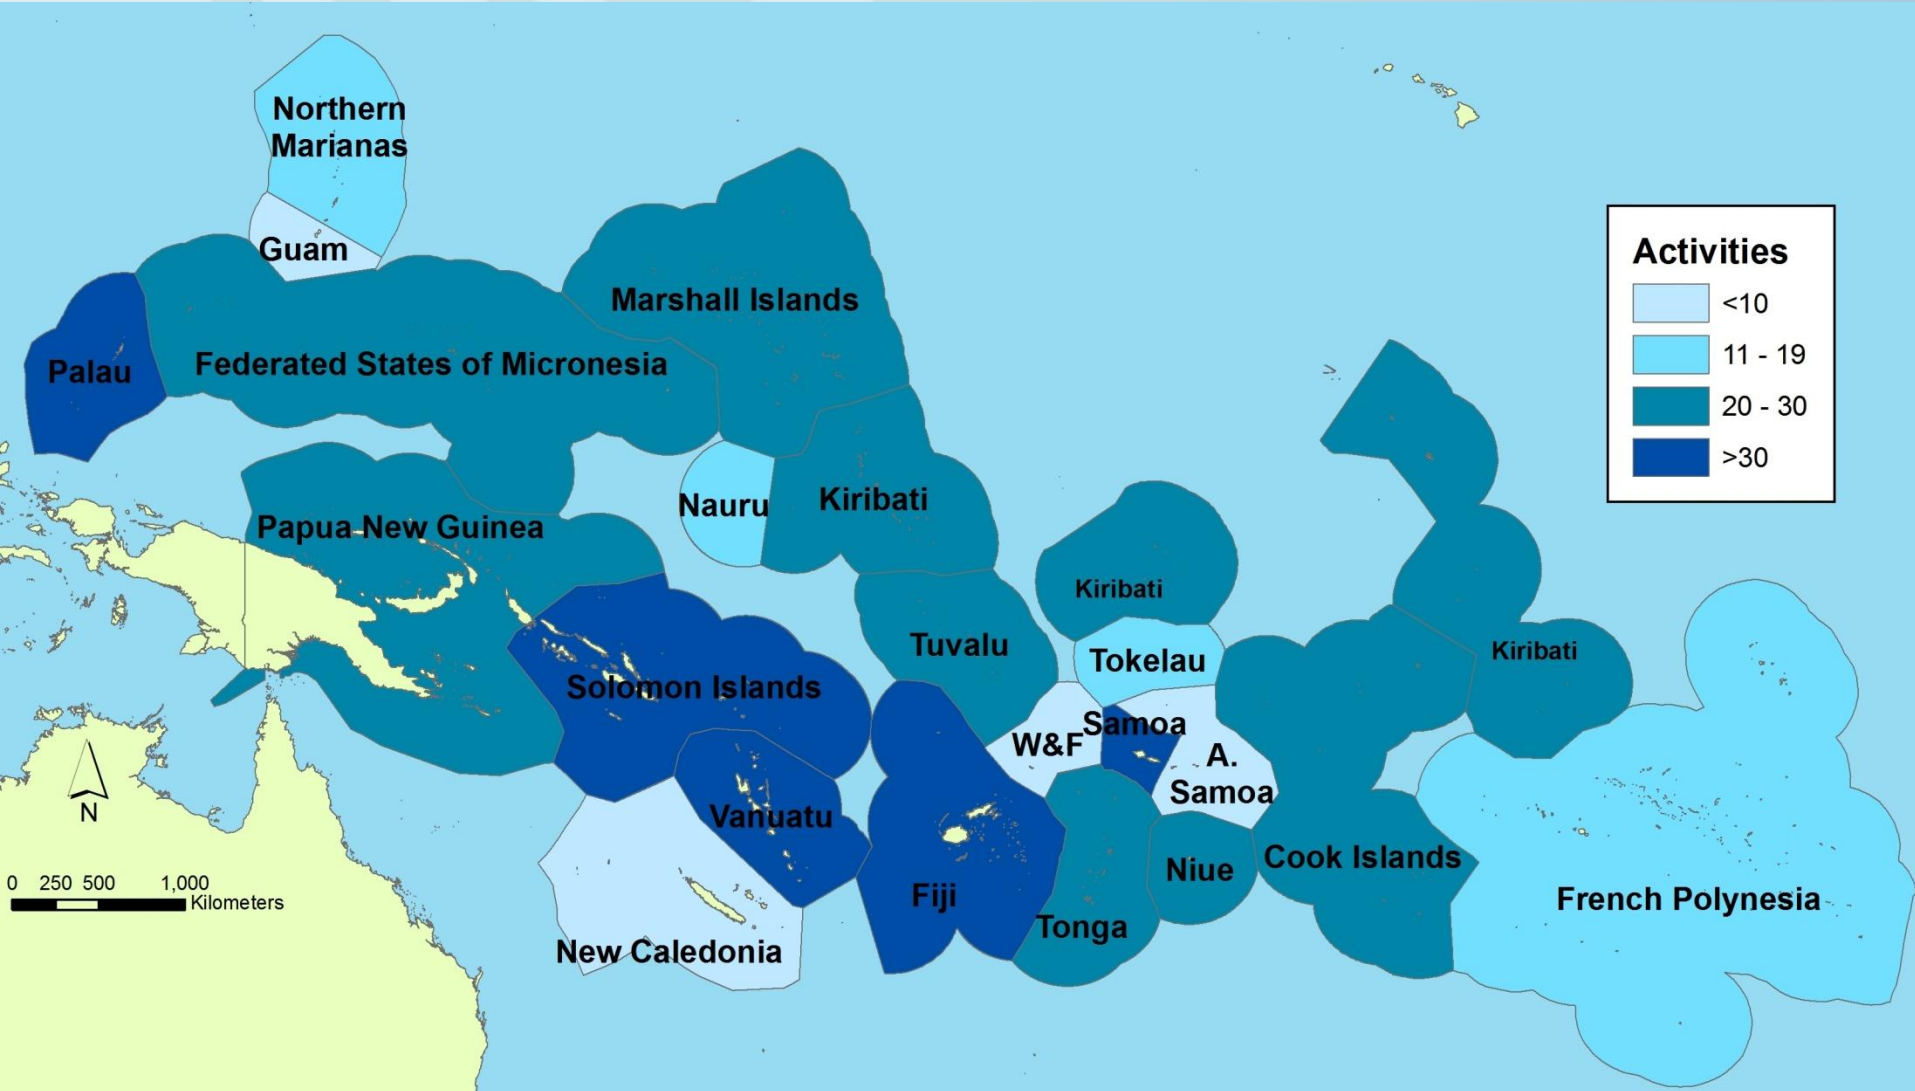 Northern
Marianas
Guam
Marshall Islands
Palau
Federated States of Micronesia
Nauru
Kiribati
Papua New Guinea
Kiribati
Tuvalu
Tokelau
Kiribati
Solomon Islands
Samoa
W&F
A.
Samoa
Vanuatu
Fiji
Niue
Cook Islands
Tonga
French Polynesia
New Caledonia
Activities
<10
11 - 19
20 - 30
>30
N
0 250 500 1,000
Kilometers